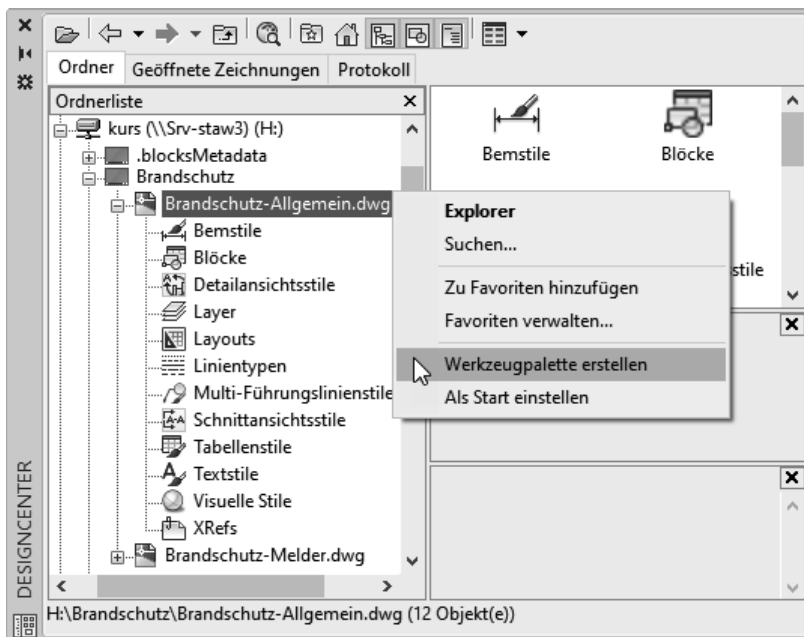 Ordner Geöffnete Zeichnungen Protokoll
Ordnerliste
kurs (\\Srv-staw3) (H:)
.blocksMetadata
Brandschutz
Brandschutz-Allgemein.dwg
Bemstile
Blöcke
Detailansichtsstile
Layer
Layouts
Linientypen
Multi-Führungslinienstile
Schnittansichtsstile
Tabellenstile
Textstile
Visuelle Stile
XRefs
Brandschutz-Melder.dwg
Bemstile Blöcke
stile
Explorer
Suchen...
Zu Favoriten hinzufügen
Favoriten verwalten...
Werkzeugpalette erstellen
Als Start einstellen
DESIGNCENTER
H:\Brandschutz\Brandschutz-Allgemein.dwg (12 Objekt(e))